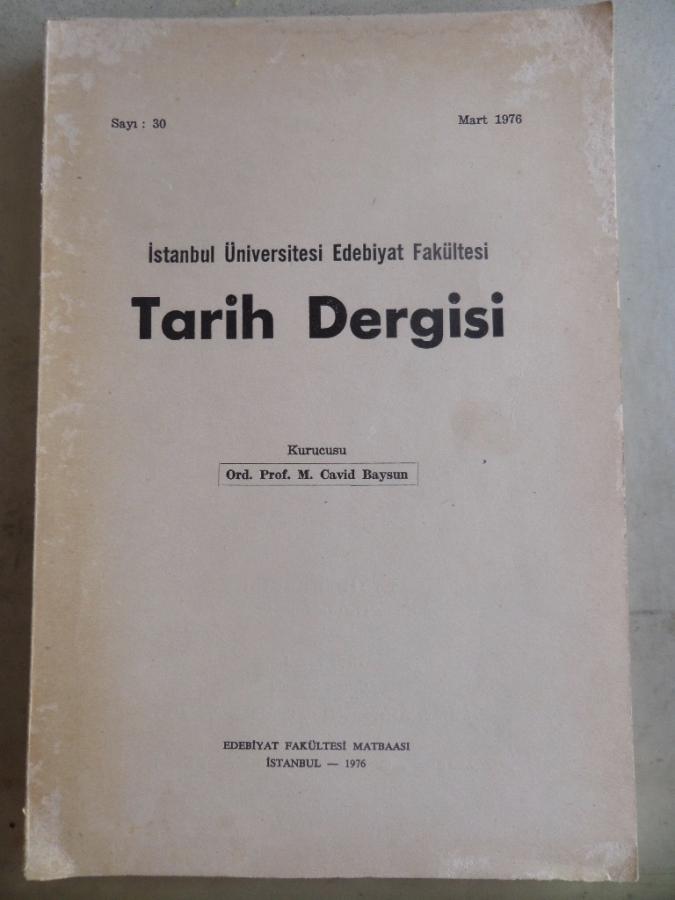 Sayı : 30
Mart 1976
İstanbul Üniversitesi Edebiyat Fakültesi
Tarih Dergisi
Kurucusu
Ord. Prof. M. Cavid Baysun
EDEBİYAT FAKÜLTESİ MATBAASI
İSTANBUL — 1976